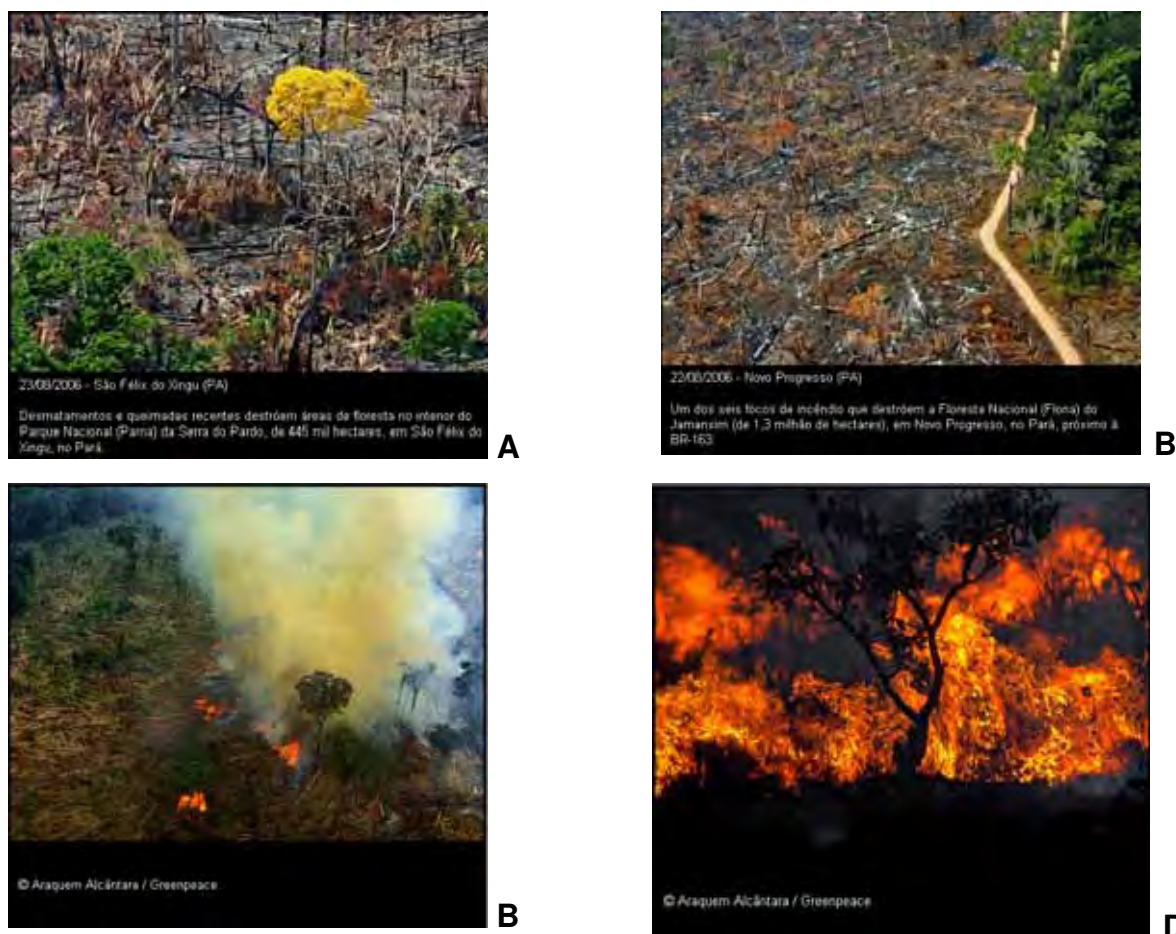 23/08/2006 - São Félix do Xingu (PA)
Desmatamentos e queimadas recentes destróem áreas de floresta no interior do
Parque Nacional (Parna) da Serra do Pardo, de 445 mil hectares, em São Félix do
Xingu, no Pará.
A
22/08/2006 - Novo Progresso (PA)
Um dos seis focos de incêndio que destróem a Floresta Nacional (Flona) do
Jamanxim (de 1,3 milhão de hectares), em Novo Progresso, no Pará, próximo à
BR-163
B
© Araquem Alcântara / Greenpeace
B
© Araquem Alcântara / Greenpeace